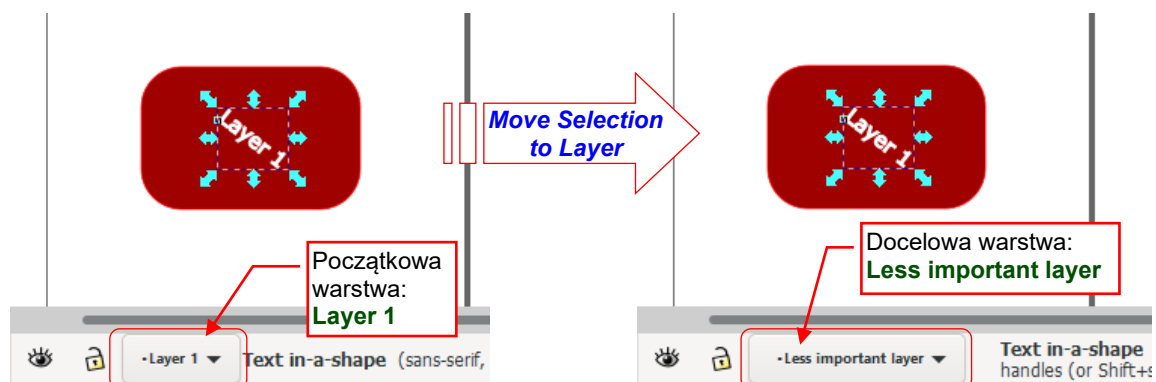 Layer 1
Move Selection
to Layer
Layer 1
Początkowa
warstwa:
Layer 1
Docelowa warstwa:
Less important layer
•Layer 1
Text in-a-shape (sans-serif,
•Less important layer
Text in-a-shape
handles (or Shift+s